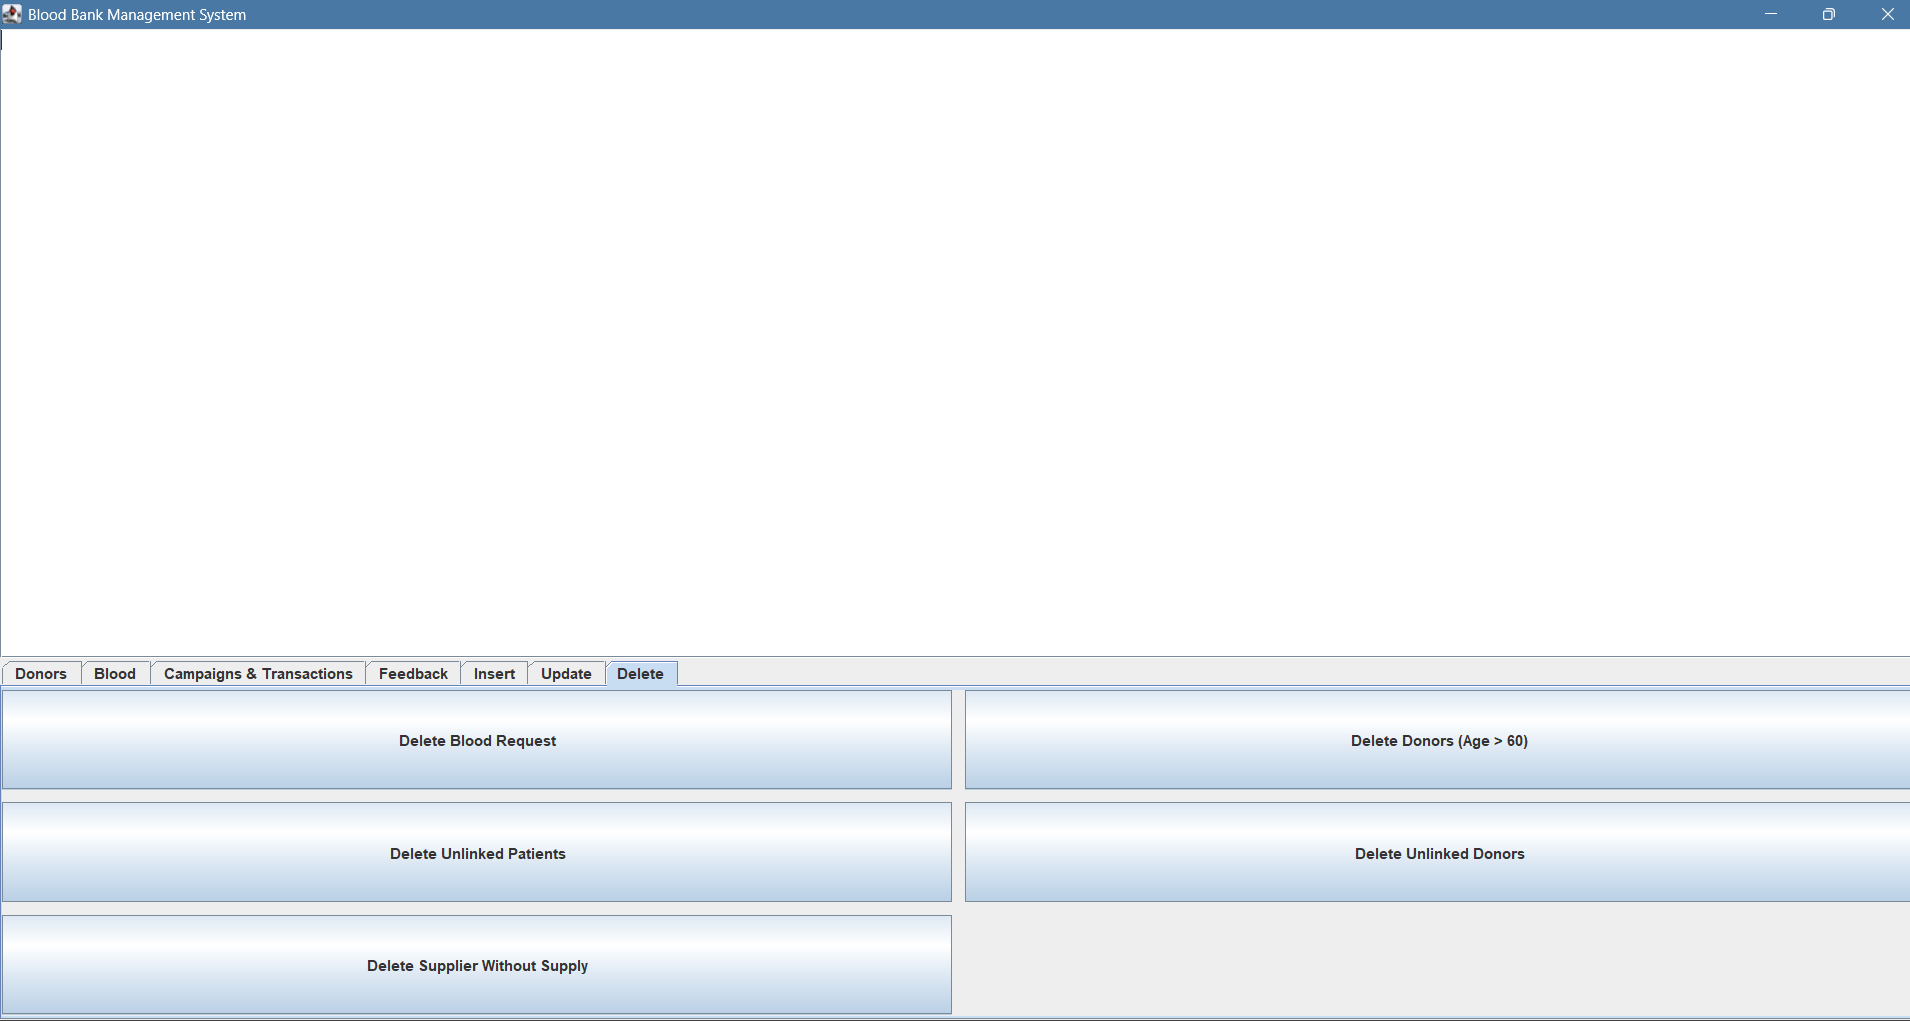 Blood Bank Management System
Donors Blood Campaigns & Transactions Feedback Insert Update Delete
Delete Blood Request Delete Donors (Age > 60)
Delete Unlinked Patients Delete Unlinked Donors
Delete Supplier Without Supply